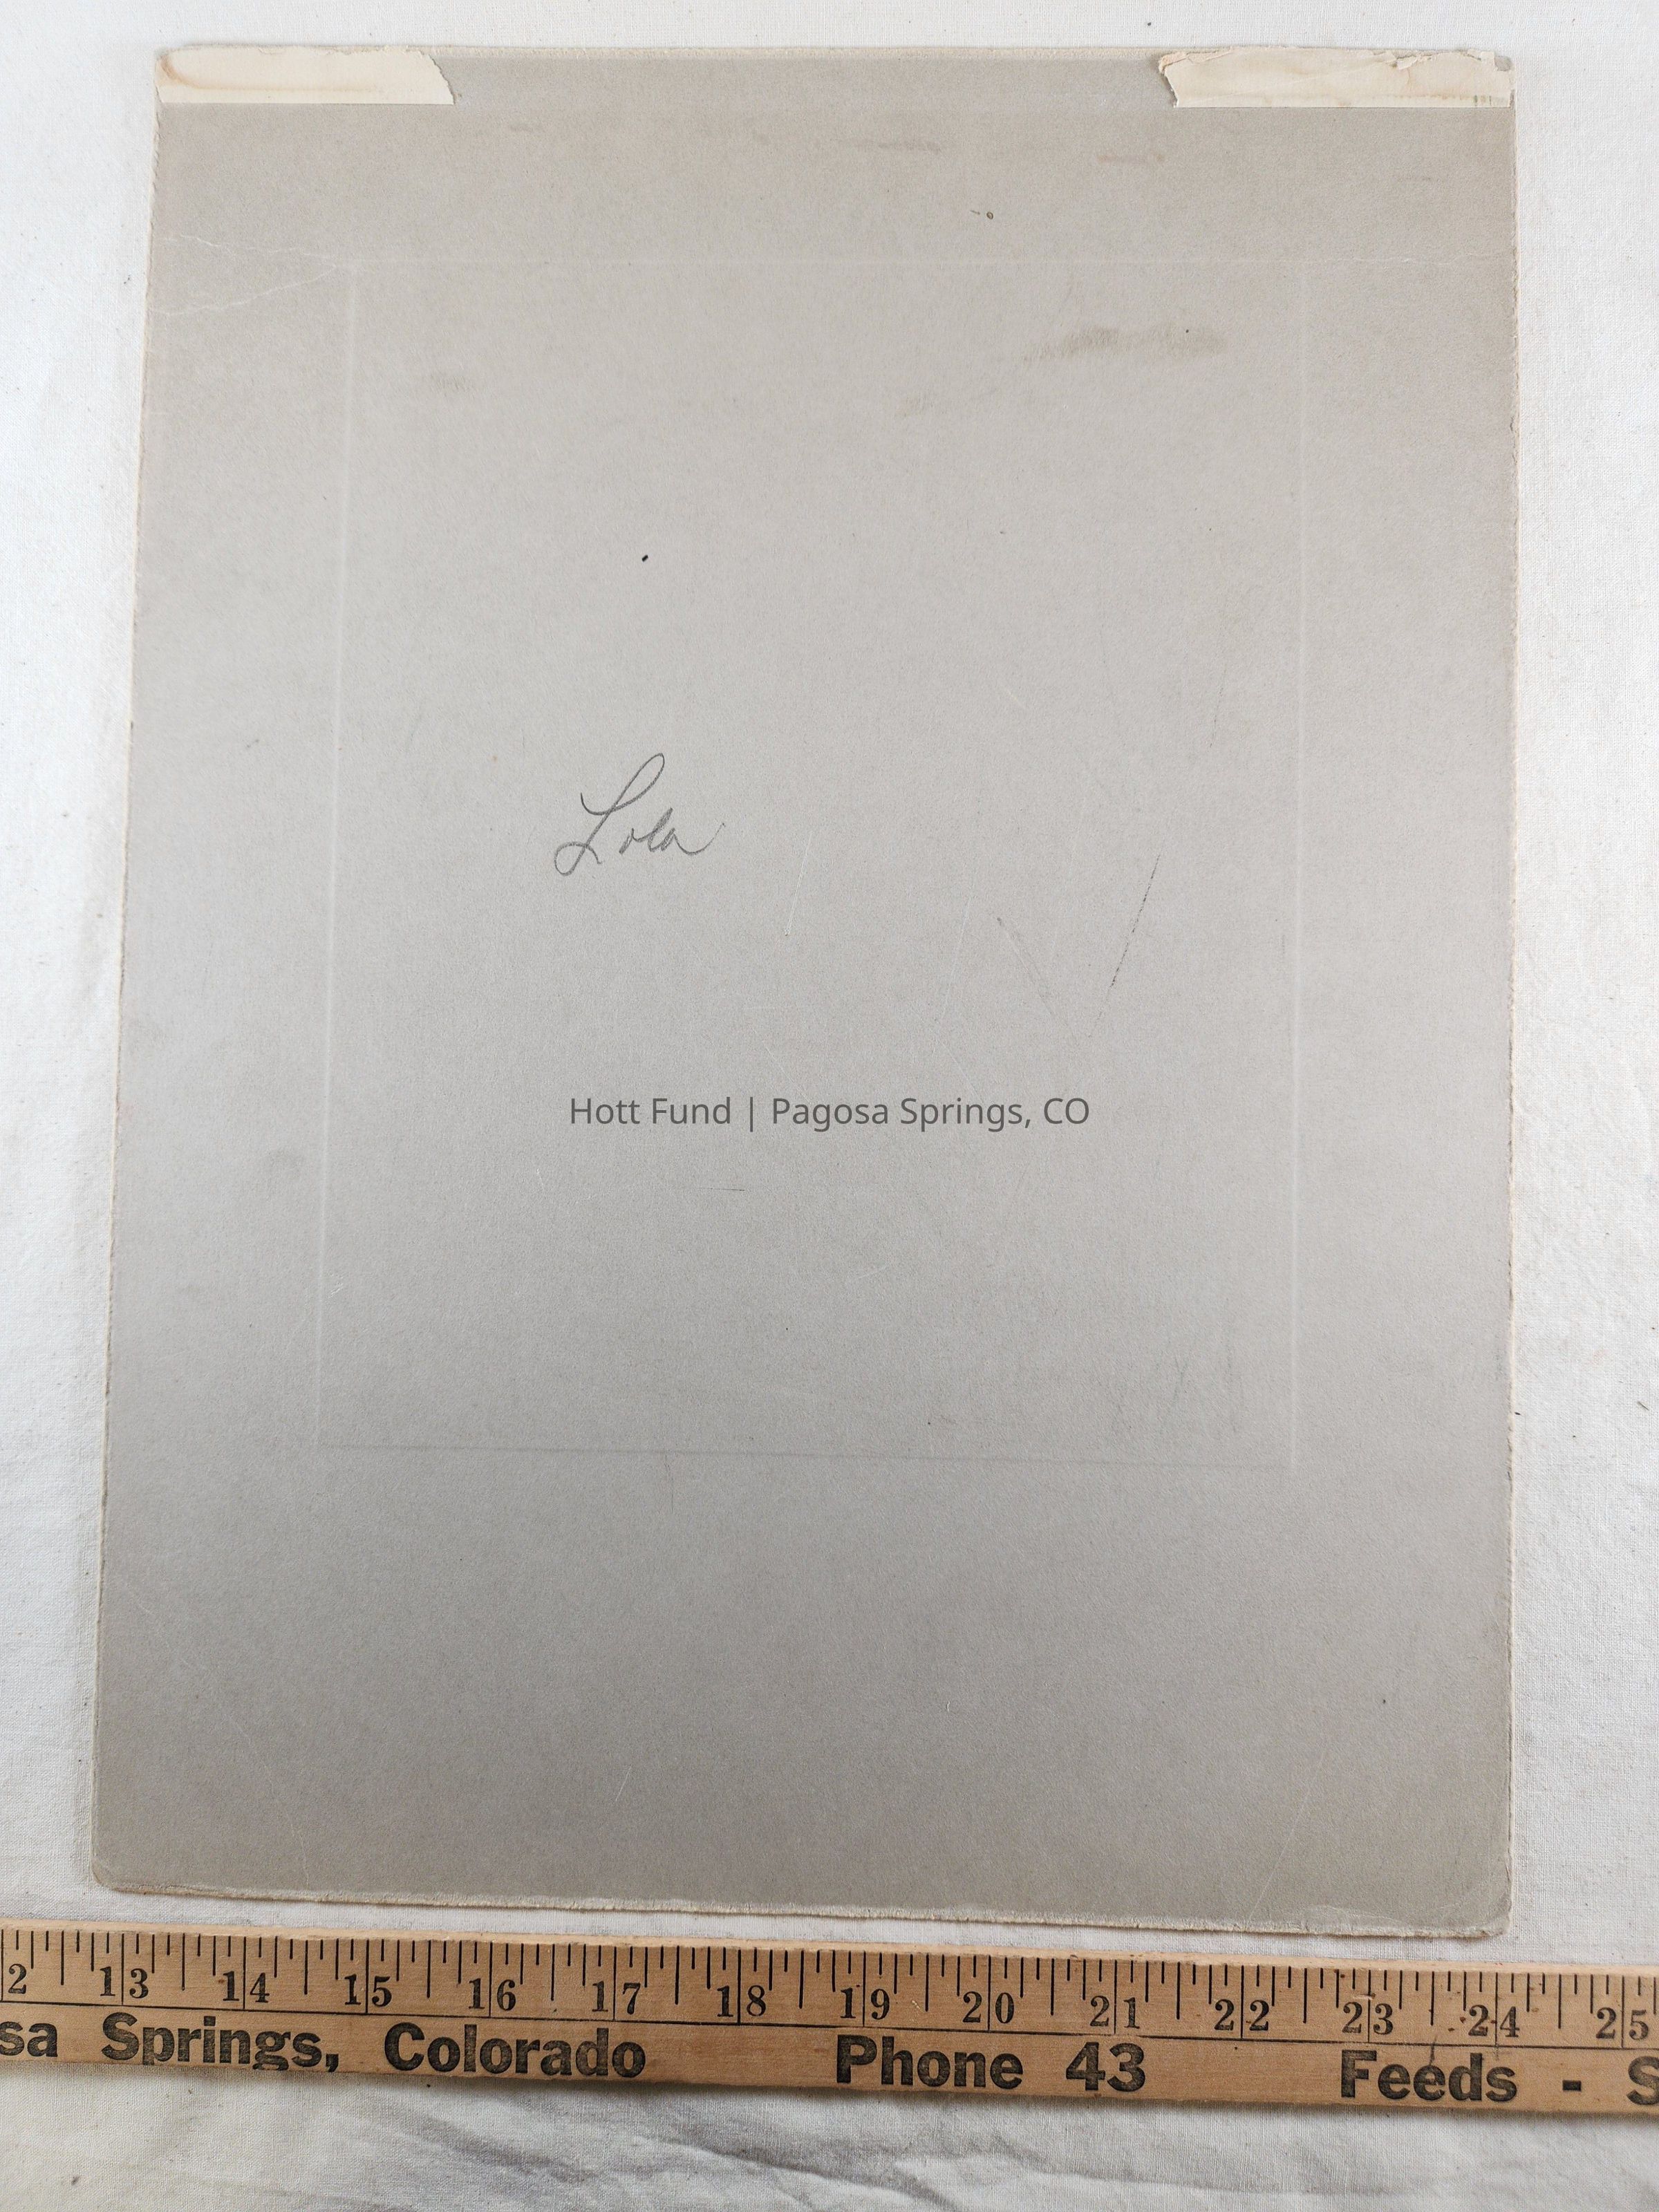 Lola
Hott Fund | Pagosa Springs, CO
2 13 14 15 16 17 18 19 20 21 22 23 24 25
sa Springs, Colorado Phone 43 Feeds - S